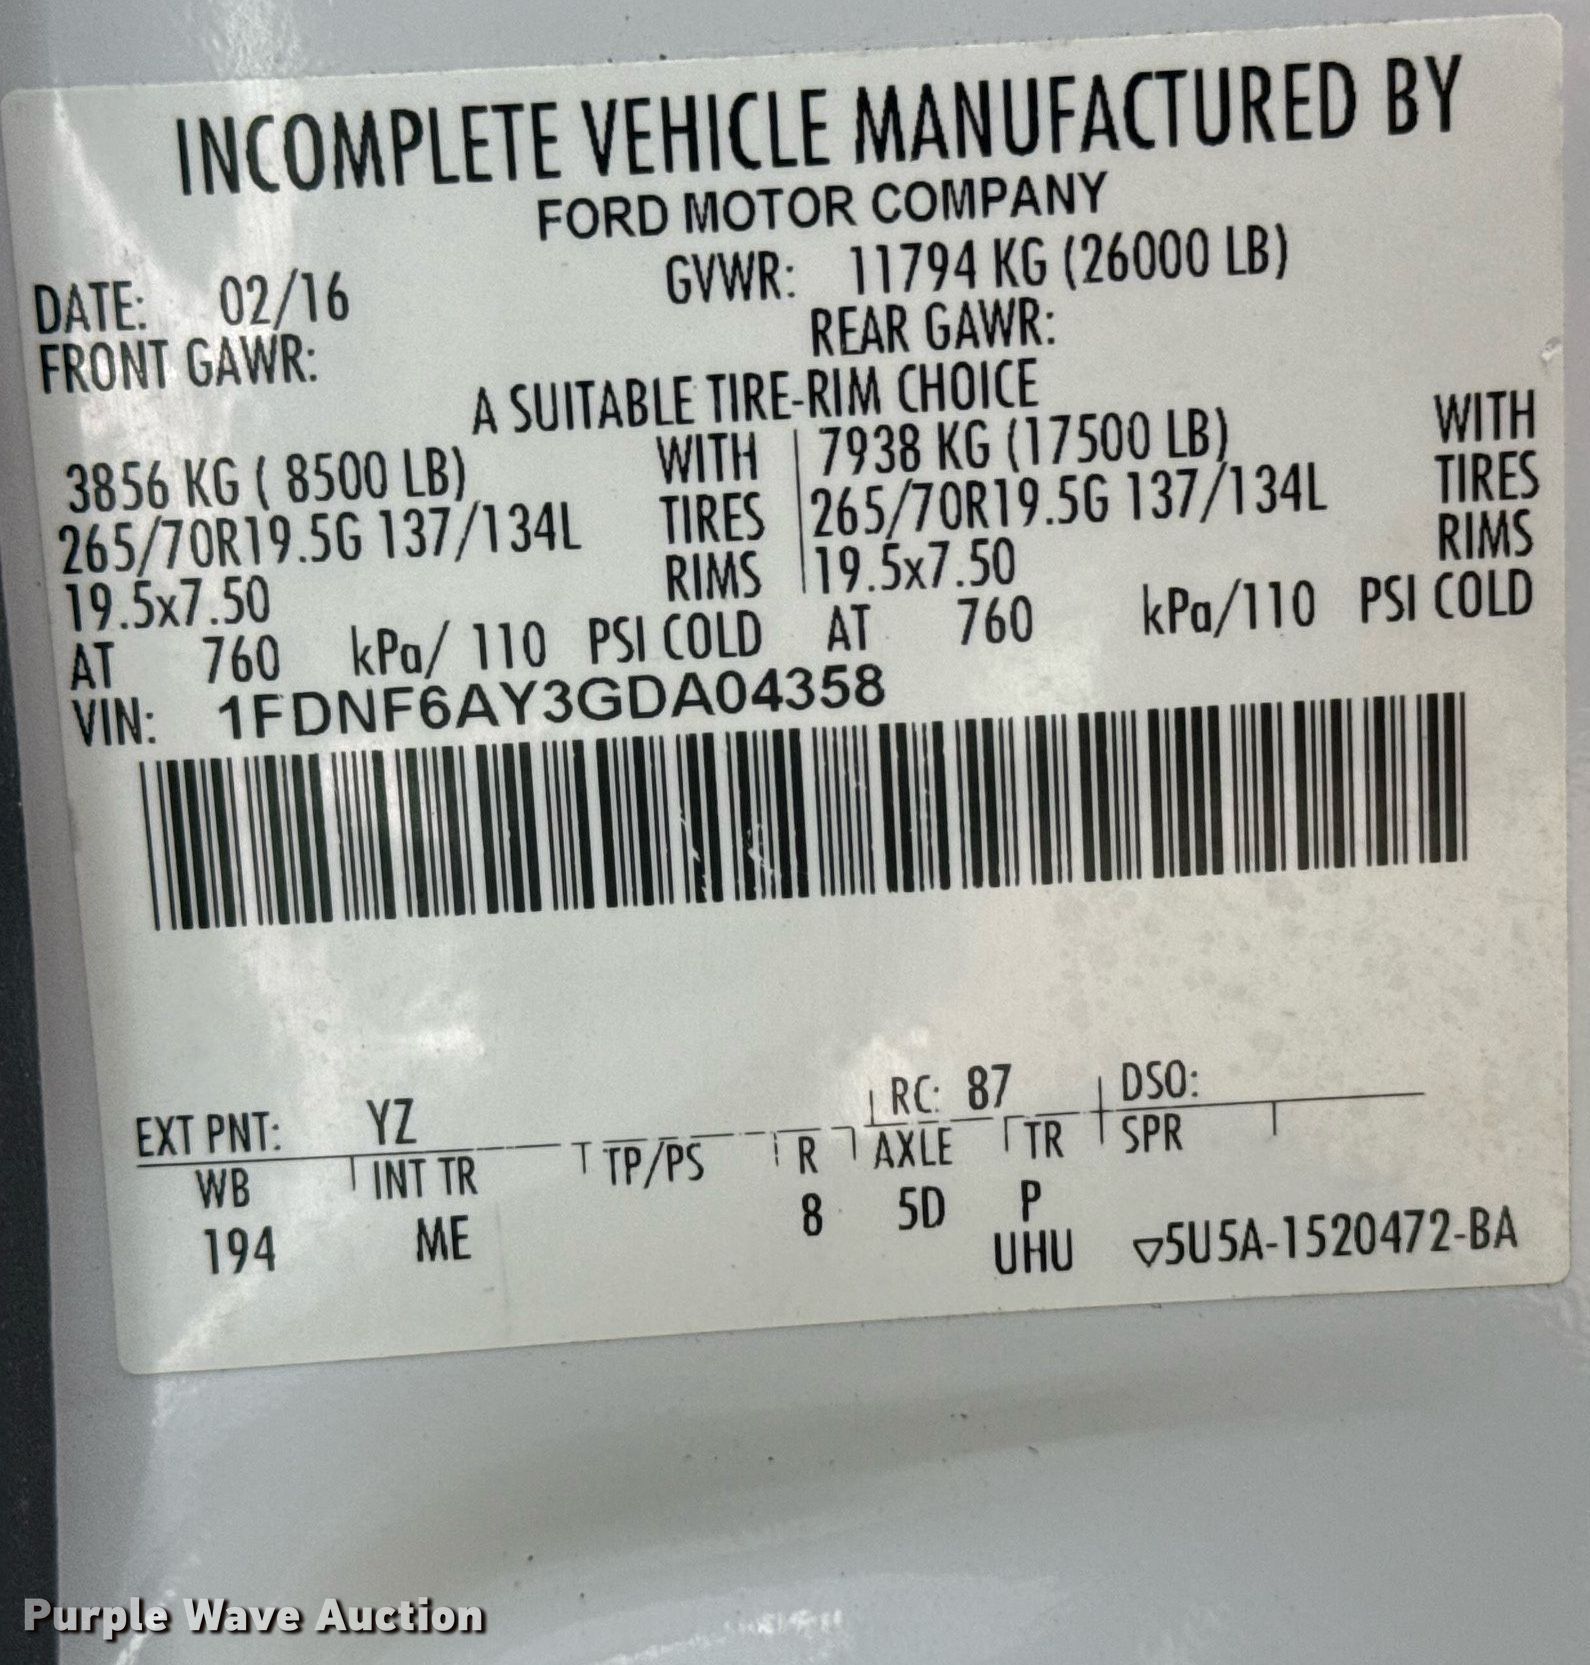 INCOMPLETE VEHICLE MANUFACTURED BY
FORD MOTOR COMPANY
DATE: 02/16 GVWR: 11794 KG (26000 LB)
FRONT GAWR: REAR GAWR:
A SUITABLE TIRE-RIM CHOICE
3856 KG ( 8500 LB) WITH 7938 KG (17500 LB) WITH
265/70R19.5G 137/134L TIRES 265/70R19.5G 137/134L TIRES
19.5x7.50 RIMS 19.5x7.50 RIMS
AT 760 kPa/ 110 PSI COLD AT 760 kPa/110 PSI COLD
VIN: 1FDNF6AY3GDA04358
EXT PNT: YZ RC: 87 DSO:
WB INT TR TP/PS R AXLE TR SPR
194 ME 8 5D P
UHU ▽5U5A-1520472-BA
Purple Wave Auction